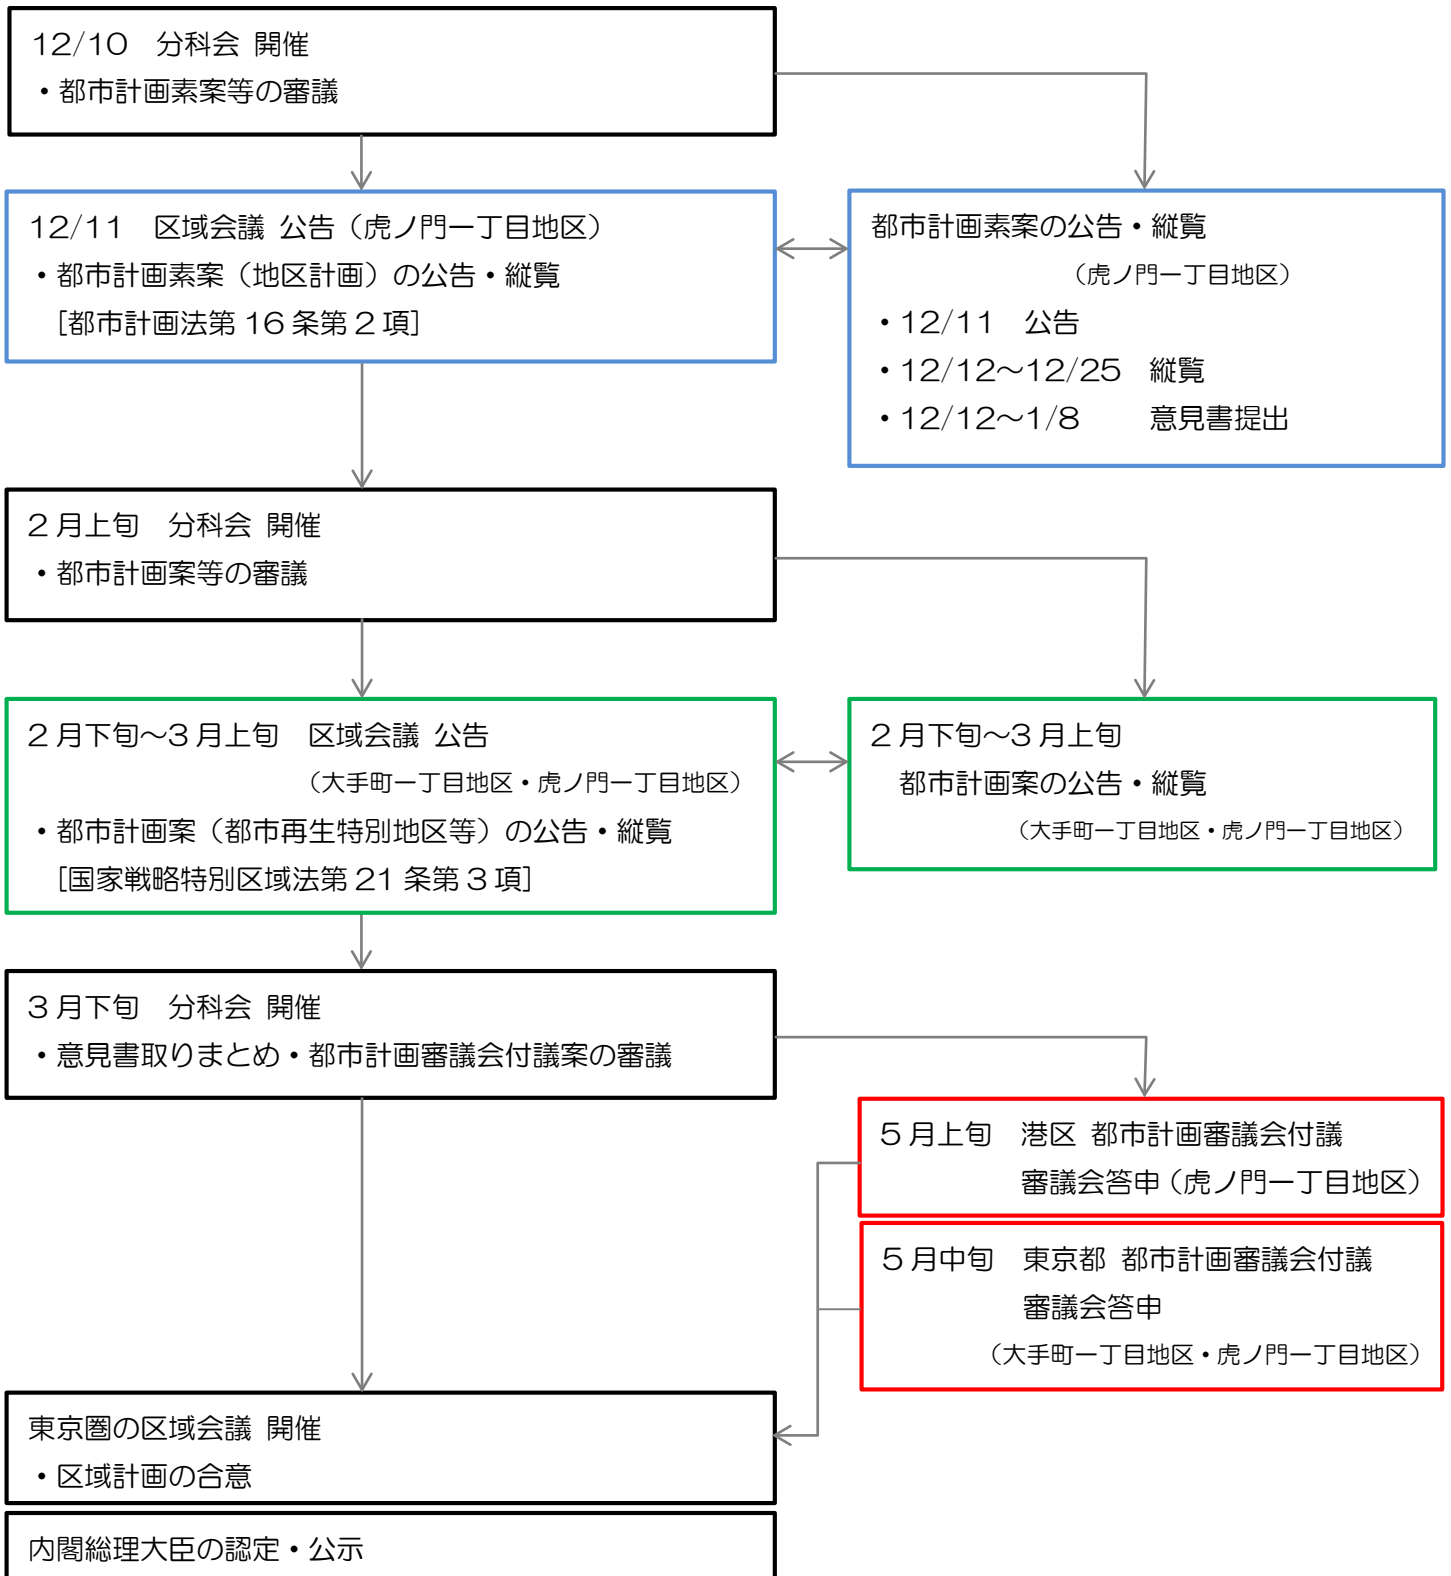 12/10 分科会 開催
・都市計画素案等の審議
12/11 区域会議 公告（虎ノ門一丁目地区）
・都市計画素案（地区計画）の公告・縦覧
［都市計画法第16条第2項］
都市計画素案の公告・縦覧
（虎ノ門一丁目地区）
・12/11 公告
・12/12～12/25 縦覧
・12/12～1/8 意見書提出
2月上旬 分科会 開催
・都市計画案等の審議
2月下旬～3月上旬 区域会議 公告
（大手町一丁目地区・虎ノ門一丁目地区）
・都市計画案（都市再生特別地区等）の公告・縦覧
［国家戦略特別区域法第21条第3項］
2月下旬～3月上旬
都市計画案の公告・縦覧
（大手町一丁目地区・虎ノ門一丁目地区）
3月下旬 分科会 開催
・意見書取りまとめ・都市計画審議会付議案の審議
5月上旬 港区 都市計画審議会付議
審議会答申（虎ノ門一丁目地区）
5月中旬 東京都 都市計画審議会付議
審議会答申
（大手町一丁目地区・虎ノ門一丁目地区）
東京圏の区域会議 開催
・区域計画の合意
内閣総理大臣の認定・公示